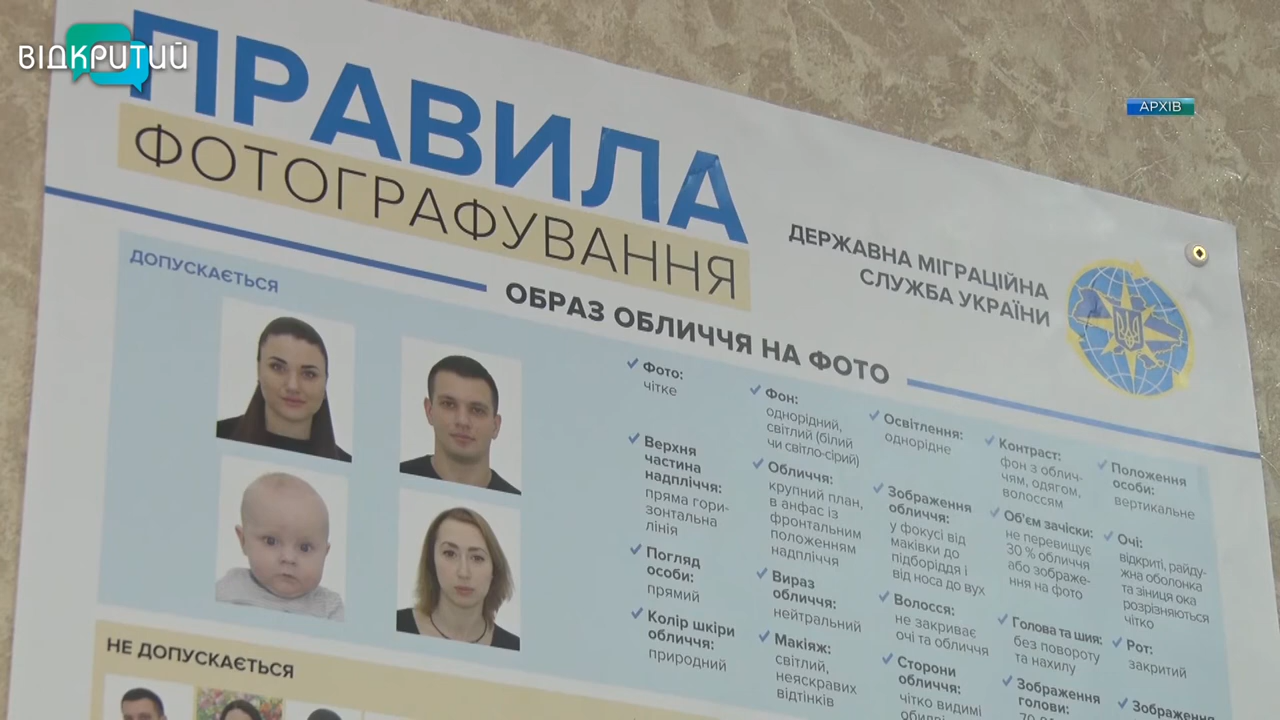 ВІДКРИТИЙ
АРХІВ
ПРАВИЛА
ФОТОГРАФУВАННЯ
ДЕРЖАВНА МІГРАЦІЙНА
СЛУЖБА УКРАЇНИ
ДОПУСКАЄТЬСЯ
ОБРАЗ ОБЛИЧЧЯ НА ФОТО
Фото:
чітке
Верхня
частина
надпліччя:
пряма гори-
зонтальна
лінія
Погляд
особи:
прямий
Колір шкіри
обличчя:
природний
Фон:
однорідний,
світлий (білий
чи світло-сірий)
Обличчя:
крупний план,
в анфас із
фронтальним
положенням
надпліччя
Вираз
обличчя:
нейтральний
Макіяж:
світлий,
неяскравих
відтінків
Освітлення:
однорідне
Зображення
обличчя:
у фокусі від
маківки до
підборіддя і
від носа до вух
Волосся:
не закриває
очі та обличчя
Сторони
обличчя:
чітко видимі
Контраст:
фон з облич-
чям, одягом,
волоссям
Об'єм зачіски:
не перевищує
30 % обличчя
або зображе-
ння на фото
Голова та шия:
без повороту
та нахилу
Зображення
голови:
Положення
особи:
вертикальне
Очі:
відкриті, райду-
жна оболонка
та зіниця ока
розрізняються
чітко
Рот:
закритий
Зображення
НЕ ДОПУСКАЄТЬСЯ